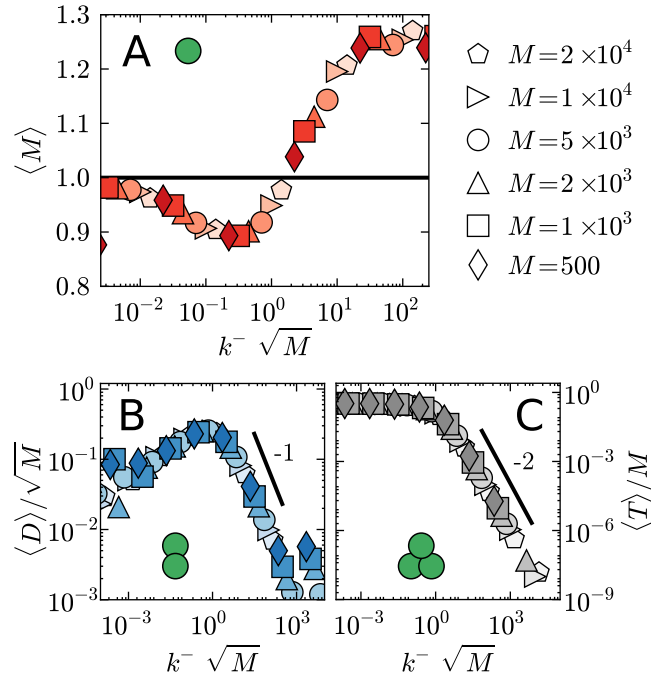 A
⟨M⟩
1.3
1.2
1.1
1.0
0.9
0.8
10⁻² 10⁻¹ 10⁰ 10¹ 10²
k⁻ √M
M=2×10⁴
M=1×10⁴
M=5×10³
M=2×10³
M=1×10³
M=500
B
⟨D⟩/√M
10⁰
10⁻¹
10⁻²
10⁻³
-1
10⁻³ 10⁰ 10³
k⁻ √M
C
-2
10⁰
10⁻³
10⁻⁶
10⁻⁹
⟨T⟩/M
10⁻³ 10⁰ 10³
k⁻ √M